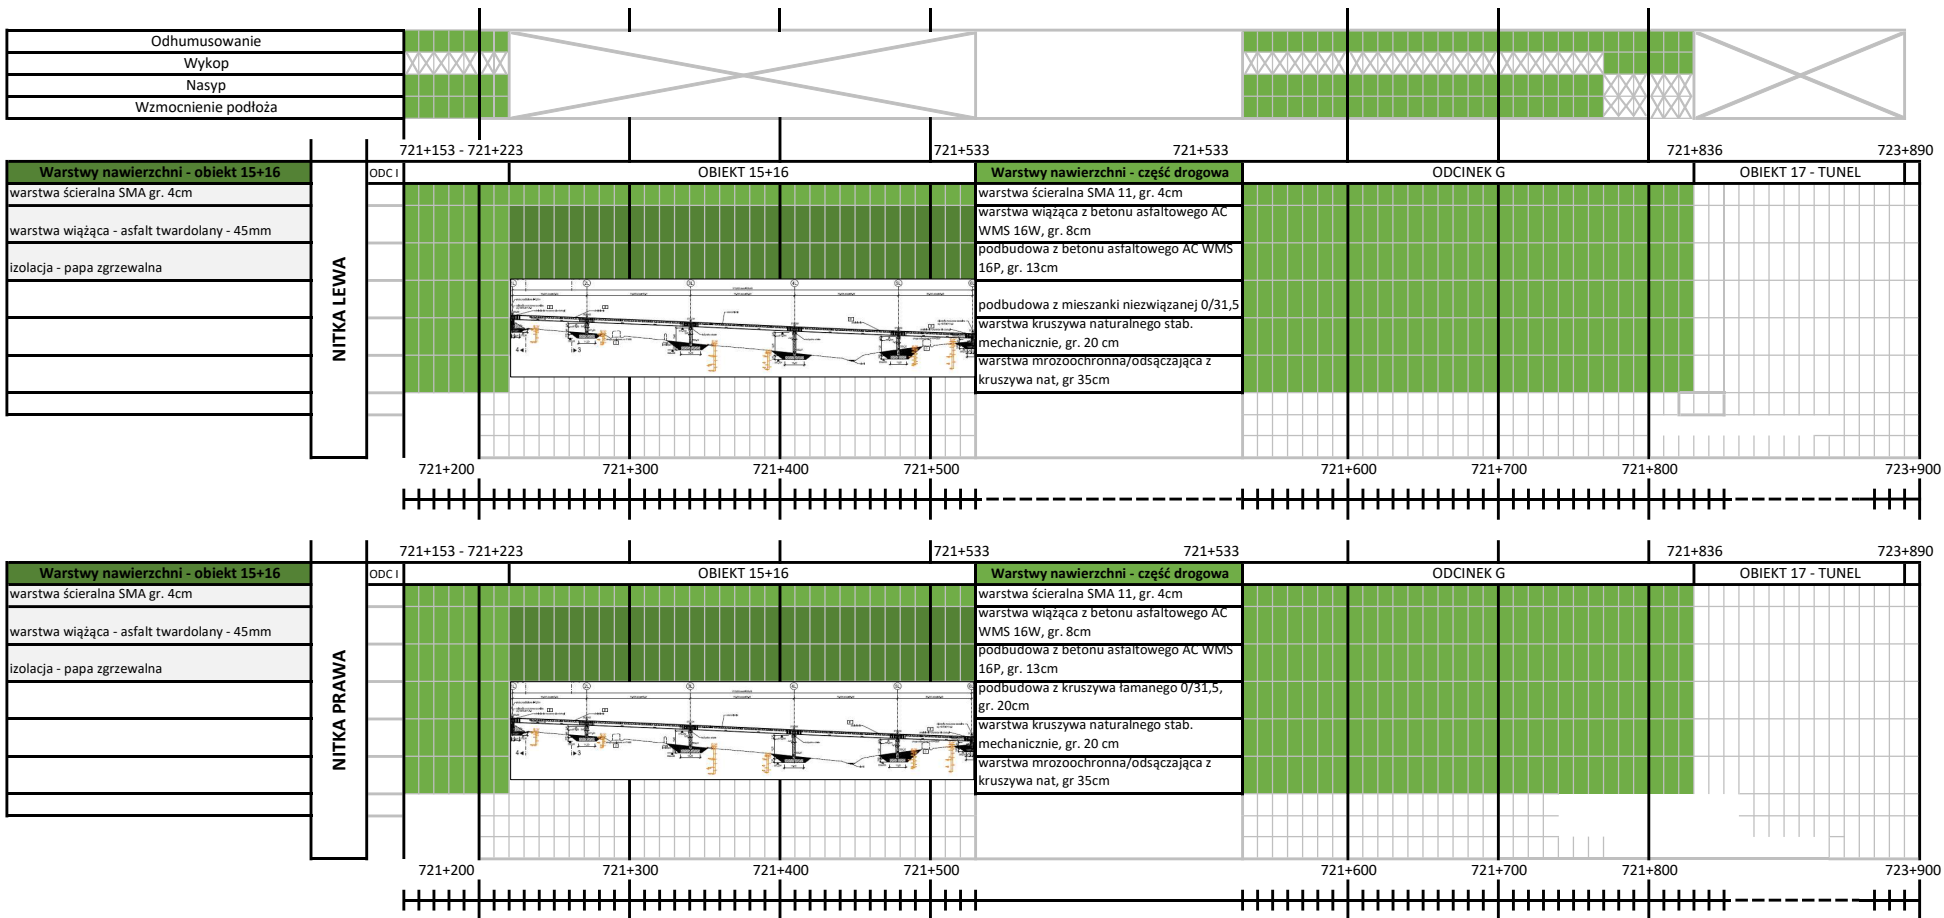 Odhumusowanie
Wykop
Nasyp
Wzmocnienie podłoża
721+153 - 721+223
721+533
721+533
721+836
723+890
Warstwy nawierzchni - obiekt 15+16
ODC I
OBIEKT 15+16
Warstwy nawierzchni - część drogowa
ODCINEK G
OBIEKT 17 - TUNEL
warstwa ścieralna SMA gr. 4cm
warstwa wiążąca - asfalt twardolany - 45mm
izolacja - papa zgrzewalna
NITKA LEWA
warstwa ścieralna SMA 11, gr. 4cm
warstwa wiążąca z betonu asfaltowego AC
WMS 16W, gr. 8cm
podbudowa z betonu asfaltowego AC WMS
16P, gr. 13cm
podbudowa z mieszanki niezwiązanej 0/31,5
warstwa kruszywa naturalnego stab.
mechanicznie, gr. 20 cm
warstwa mrozoochronna/odsączająca z
kruszywa nat, gr 35cm
721+200
721+300
721+400
721+500
721+600
721+700
721+800
723+900
721+153 - 721+223
721+533
721+533
721+836
723+890
Warstwy nawierzchni - obiekt 15+16
ODC I
OBIEKT 15+16
Warstwy nawierzchni - część drogowa
ODCINEK G
OBIEKT 17 - TUNEL
warstwa ścieralna SMA gr. 4cm
warstwa wiążąca - asfalt twardolany - 45mm
izolacja - papa zgrzewalna
NITKA PRAWA
warstwa ścieralna SMA 11, gr. 4cm
warstwa wiążąca z betonu asfaltowego AC
WMS 16W, gr. 8cm
podbudowa z betonu asfaltowego AC WMS
16P, gr. 13cm
podbudowa z kruszywa łamanego 0/31,5,
gr. 20cm
warstwa kruszywa naturalnego stab.
mechanicznie, gr. 20 cm
warstwa mrozoochronna/odsączająca z
kruszywa nat, gr 35cm
721+200
721+300
721+400
721+500
721+600
721+700
721+800
723+900